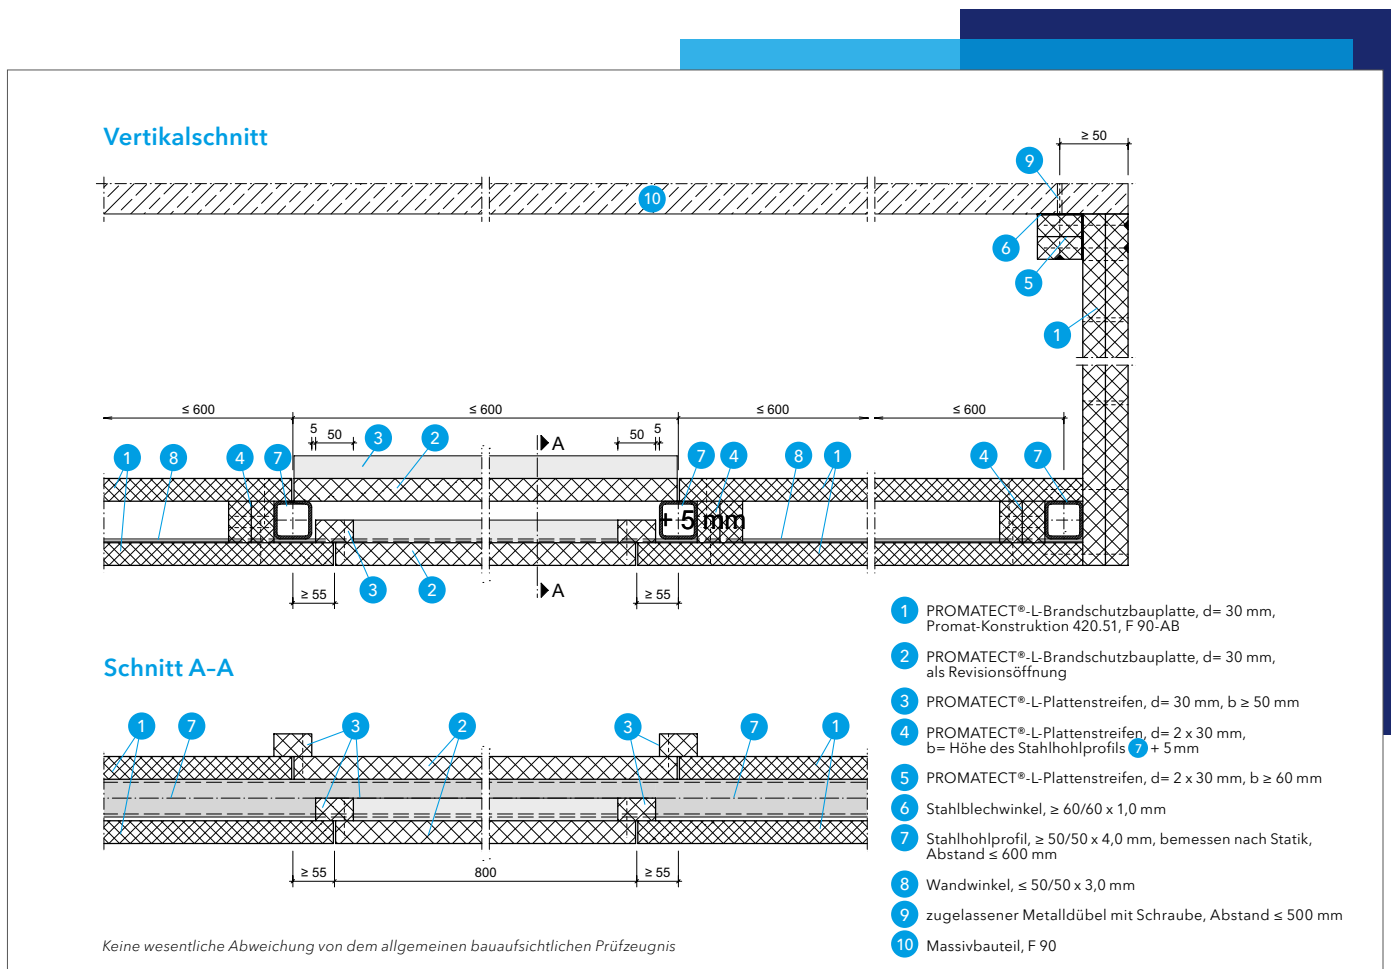 Vertikalschnitt
≥ 50
9
10
6
5
1
≤ 600
≤ 600
≤ 600
≤ 600
5
50
3
2
A
50
5
1
8
4
7
7
4
8
1
4
7
+ 5 mm
≥ 55
3
2
A
≥ 55
Schnitt A–A
1
7
3
2
3
7
1
≥ 55
800
≥ 55
1 PROMATECT®-L-Brandschutzbauplatte, d= 30 mm,
Promat-Konstruktion 420.51, F 90-AB
2 PROMATECT®-L-Brandschutzbauplatte, d= 30 mm,
als Revisionsöffnung
3 PROMATECT®-L-Plattenstreifen, d= 30 mm, b ≥ 50 mm
4 PROMATECT®-L-Plattenstreifen, d= 2 x 30 mm,
b= Höhe des Stahlhohlprofils 7 + 5 mm
5 PROMATECT®-L-Plattenstreifen, d= 2 x 30 mm, b ≥ 60 mm
6 Stahlblechwinkel, ≥ 60/60 x 1,0 mm
7 Stahlhohlprofil, ≥ 50/50 x 4,0 mm, bemessen nach Statik,
Abstand ≤ 600 mm
8 Wandwinkel, ≤ 50/50 x 3,0 mm
9 zugelassener Metalldübel mit Schraube, Abstand ≤ 500 mm
10 Massivbauteil, F 90
Keine wesentliche Abweichung von dem allgemeinen bauaufsichtlichen Prüfzeugnis